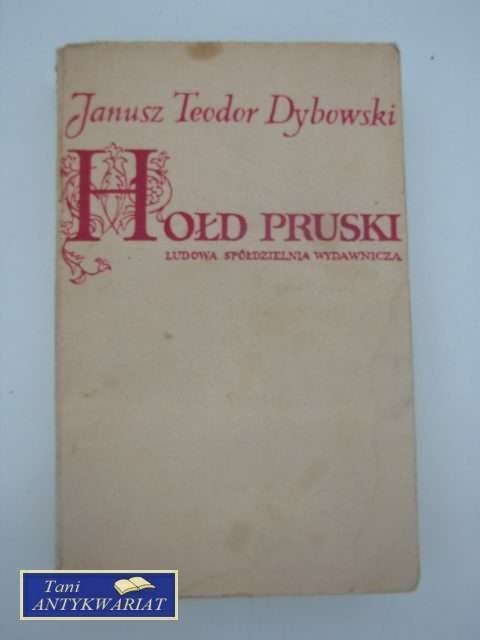 Janusz Teodor Dybowski
HOŁD PRUSKI
LUDOWA SPÓŁDZIELNIA WYDAWNICZA
Tani
ANTYKWARIAT